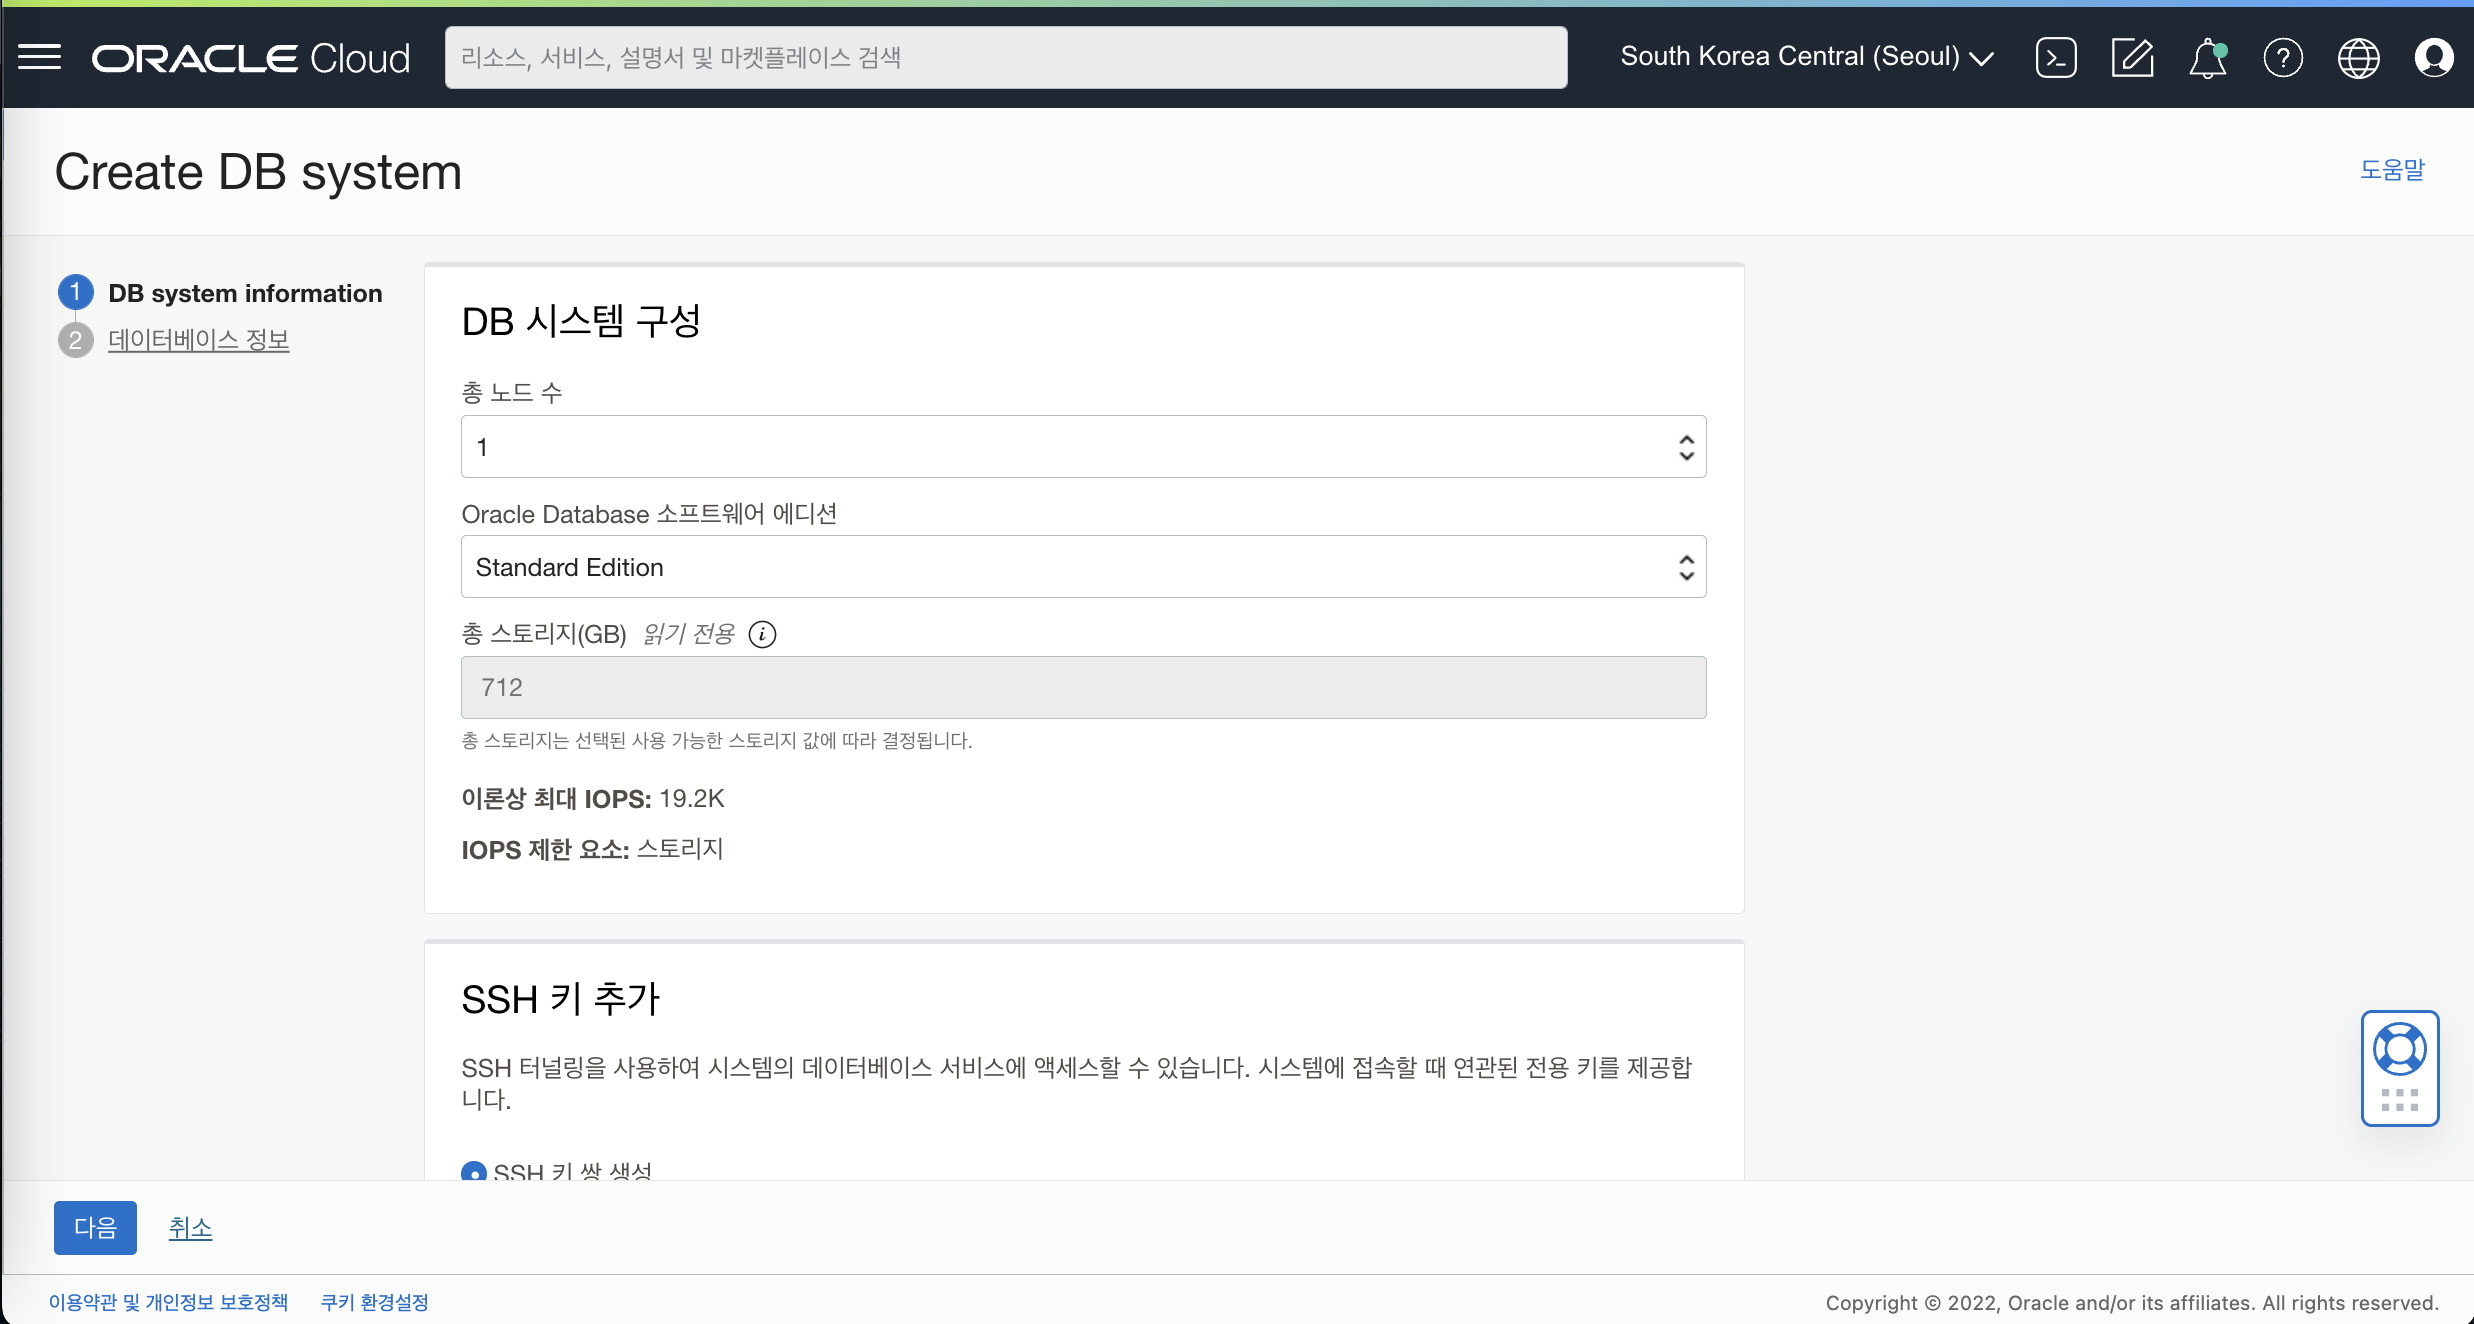 ORACLE Cloud
리소스, 서비스, 설명서 및 마켓플레이스 검색
South Korea Central (Seoul)
Create DB system
도움말
1 DB system information
2 데이터베이스 정보
DB 시스템 구성
총 노드 수
1
Oracle Database 소프트웨어 에디션
Standard Edition
총 스토리지(GB) 읽기 전용
712
총 스토리지는 선택된 사용 가능한 스토리지 값에 따라 결정됩니다.
이론상 최대 IOPS: 19.2K
IOPS 제한 요소: 스토리지
SSH 키 추가
SSH 터널링을 사용하여 시스템의 데이터베이스 서비스에 액세스할 수 있습니다. 시스템에 접속할 때 연관된 전용 키를 제공합
니다.
SSH 키 쌍 생성
다음
취소
이용약관 및 개인정보 보호정책
쿠키 환경설정
Copyright © 2022, Oracle and/or its affiliates. All rights reserved.